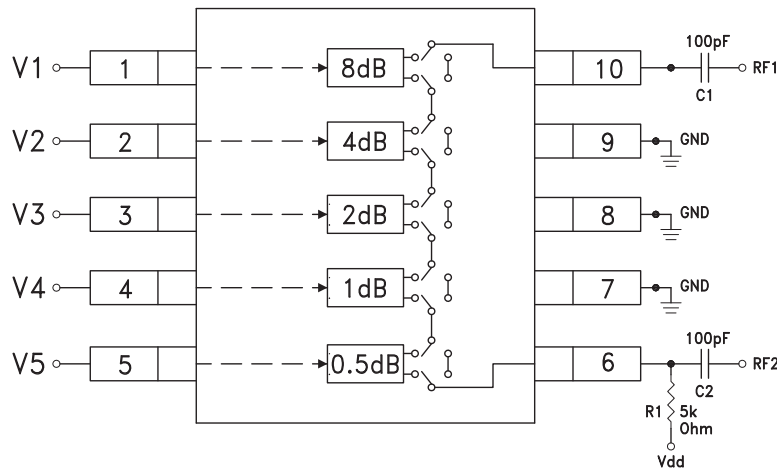 100pF
V1 1 8dB 10 RF1
C1
V2 2 4dB 9 GND
V3 3 2dB 8 GND
V4 4 1dB 7 GND
100pF
V5 5 0.5dB 6 RF2
C2
R1 5k
Ohm
Vdd